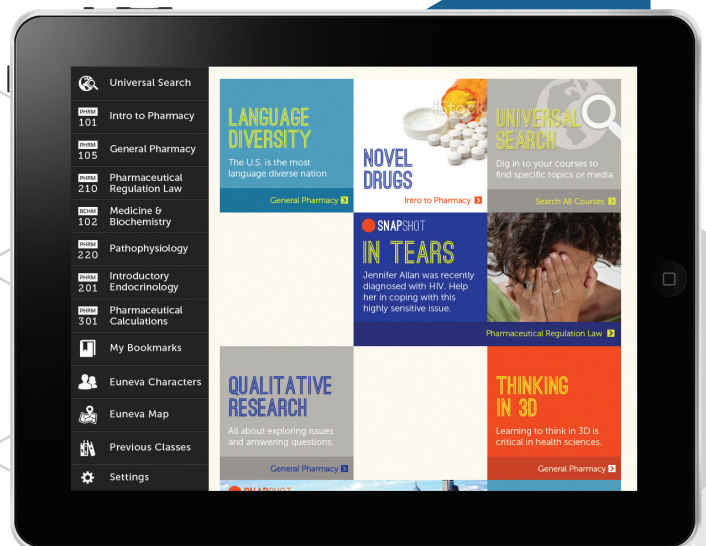 Universal Search
PHRM
101
Intro to Pharmacy
PHRM
105
General Pharmacy
PHRM
210
Pharmaceutical
Regulation Law
BCHM
102
Medicine &
Biochemistry
PHRM
220
Pathophysiology
PHRM
201
Introductory
Endocrinology
PHRM
301
Pharmaceutical
Calculations
My Bookmarks
Euneva Characters
Euneva Map
Previous Classes
Settings
LANGUAGE
DIVERSITY
The U.S. is the most
language diverse nation.
General Pharmacy
iStock
NOVEL
DRUGS
Intro to Pharmacy
UNIVERSAL
SEARCH
Dig in to your courses to
find specific topics or media.
Search All Courses
SNAPSHOT
IN TEARS
Jennifer Allan was recently
diagnosed with HIV. Help
her in coping with this
highly sensitive issue.
Pharmaceutical Regulation Law
QUALITATIVE
RESEARCH
All about exploring issues
and answering questions.
General Pharmacy
THINKING
IN 3D
Learning to think in 3D is
critical in health sciences.
General Pharmacy
SNAPSHOT